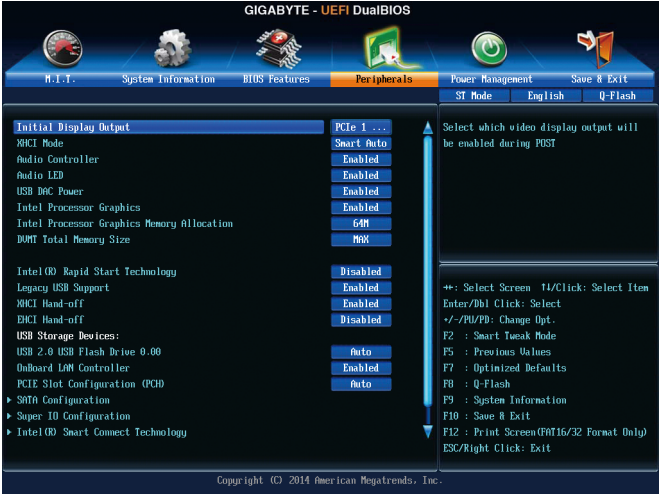 GIGABYTE - UEFI DualBIOS
M.I.T. System Information BIOS Features Peripherals Power Management Save & Exit
ST Mode English Q-Flash
Initial Display Output PCIe 1 ...
XHCI Mode Smart Auto
Audio Controller Enabled
Audio LED Enabled
USB DAC Power Enabled
Intel Processor Graphics Enabled
Intel Processor Graphics Memory Allocation 64M
DVMT Total Memory Size MAX
Intel(R) Rapid Start Technology Disabled
Legacy USB Support Enabled
XHCI Hand-off Enabled
EHCI Hand-off Disabled
USB Storage Devices:
USB 2.0 USB Flash Drive 0.00 Auto
OnBoard LAN Controller Enabled
PCIE Slot Configuration (PCH) Auto
SATA Configuration
Super IO Configuration
Intel(R) Smart Connect Technology
Select which video display output will
be enabled during POST
↔: Select Screen ↑↓/Click: Select Item
Enter/Dbl Click: Select
+/-/PU/PD: Change Opt.
F2 : Smart Tweak Mode
F5 : Previous Values
F7 : Optimized Defaults
F8 : Q-Flash
F9 : System Information
F10 : Save & Exit
F12 : Print Screen(FAT16/32 Format Only)
ESC/Right Click: Exit
Copyright (C) 2014 American Megatrends, Inc.